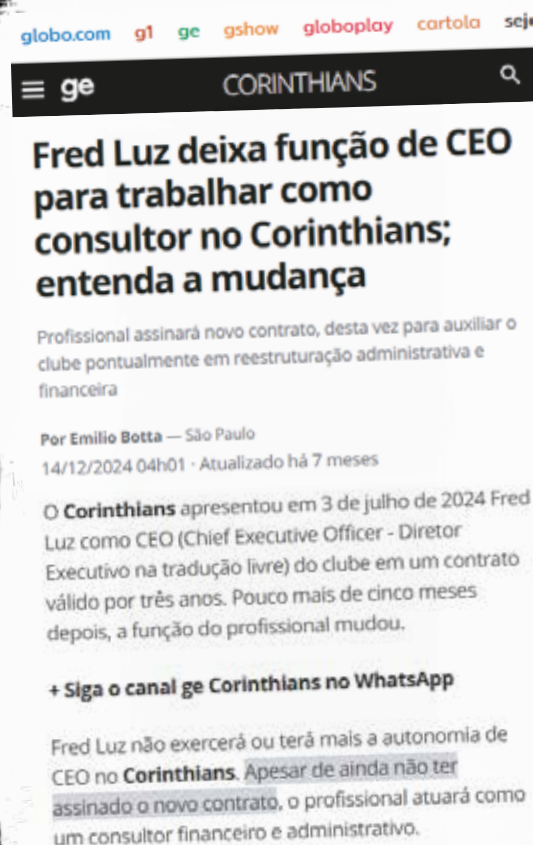 globo.com g1 ge gshow globoplay cartola
ge CORINTHIANS
Fred Luz deixa função de CEO
para trabalhar como
consultor no Corinthians;
entenda a mudança
Profissional assinará novo contrato, desta vez para auxiliar o
clube pontualmente em reestruturação administrativa e
financeira
Por Emilio Botta — São Paulo
14/12/2024 04h01 · Atualizado há 7 meses
O Corinthians apresentou em 3 de julho de 2024 Fred
Luz como CEO (Chief Executive Officer - Diretor
Executivo na tradução livre) do clube em um contrato
válido por três anos. Pouco mais de cinco meses
depois, a função do profissional mudou.
+ Siga o canal ge Corinthians no WhatsApp
Fred Luz não exercerá ou terá mais a autonomia de
CEO no Corinthians. Apesar de ainda não ter
assinado o novo contrato, o profissional atuará como
um consultor financeiro e administrativo.